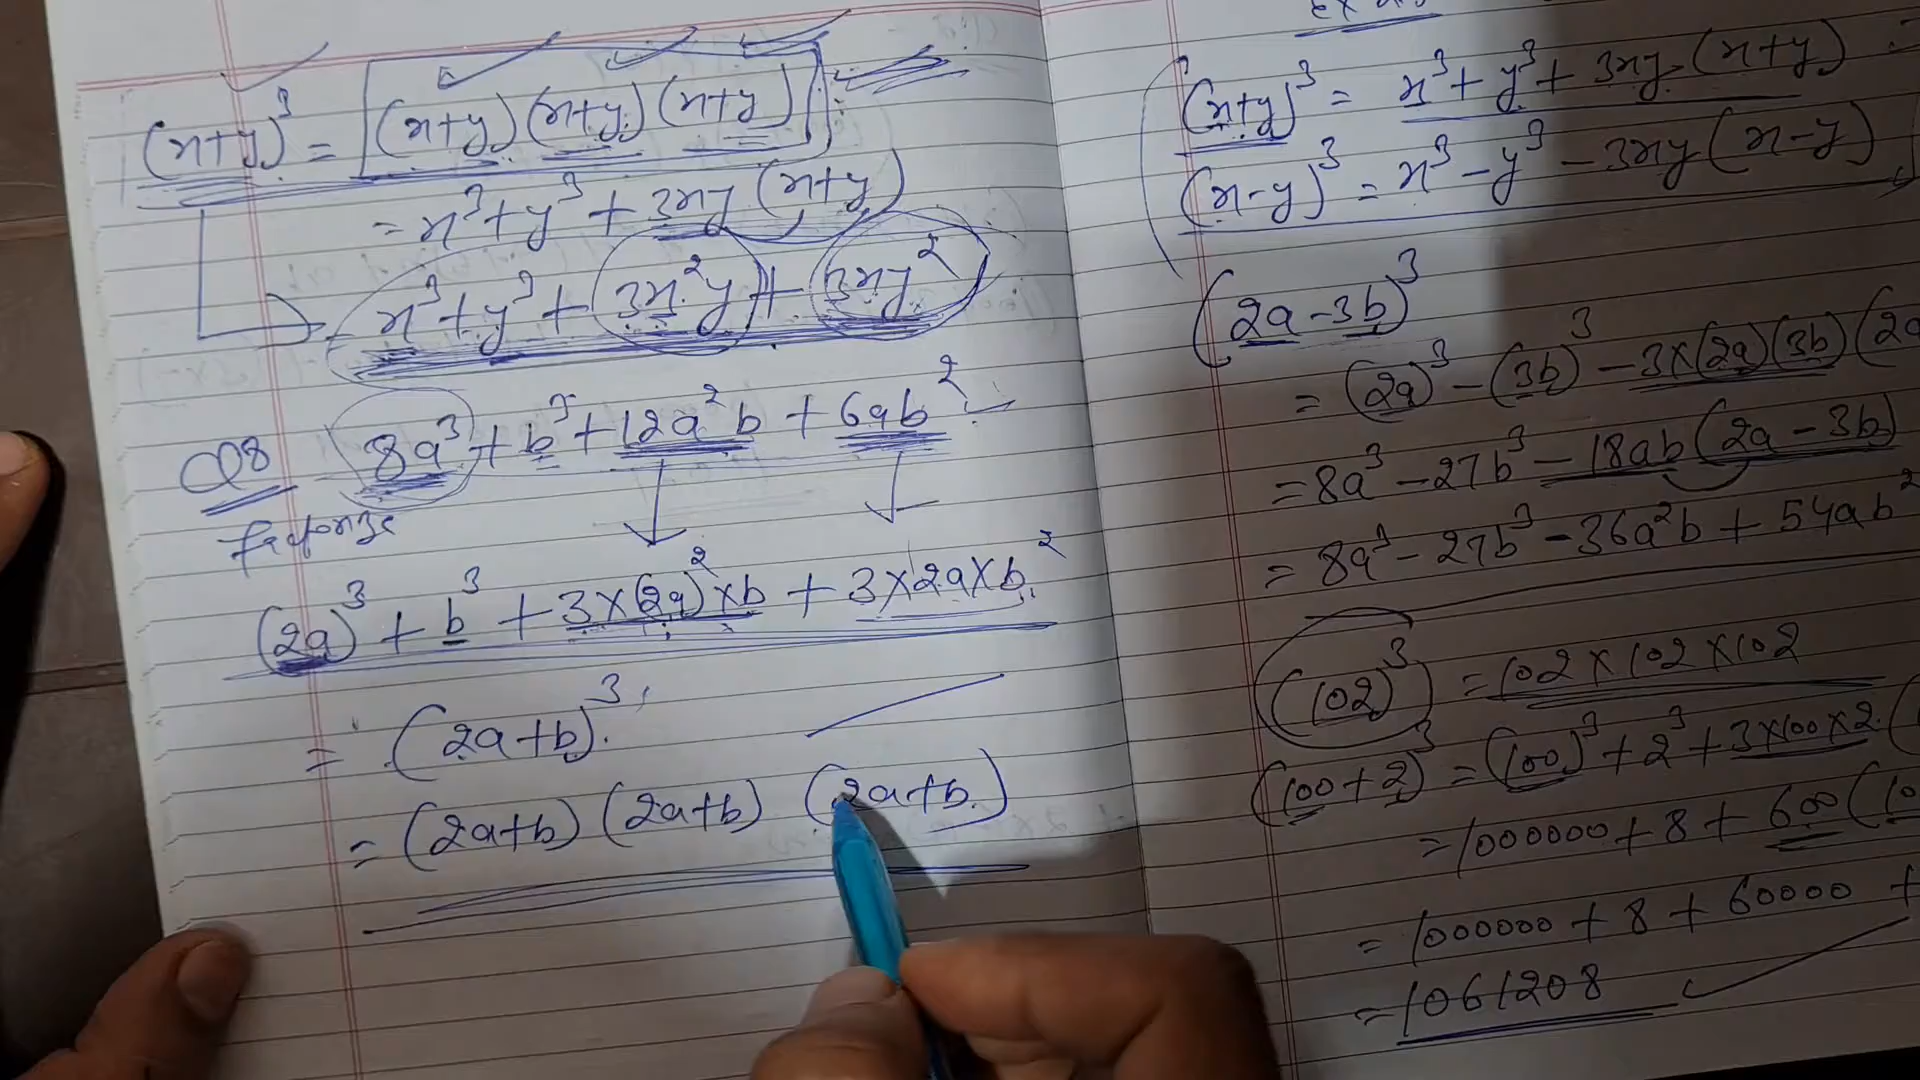 (x+y)³ = [(x+y)(x+y)(x+y)]
= x³+y³+3xy(x+y)
= x³+y³+3x²y+3xy²
Q8 8a³+b³+12a²b+6ab²
factorize
(2a)³+b³+3×(2a)²×b+3×2a×b²
= (2a+b)³
= (2a+b)(2a+b)(2a+b)
(x+y)³ = x³+y³+3xy(x+y)
(x-y)³ = x³-y³-3xy(x-y)
(2a-3b)³
= (2a)³-(3b)³-3×(2a)(3b)(2a
= 8a³-27b³-18ab(2a-3b)
= 8a³-27b³-36a²b+54ab²
(102)³ = 102×102×102
(100+2)³ = (100)³+2³+3×100×2(
= 1000000+8+600(10
= 1000000+8+60000+
= 1061208